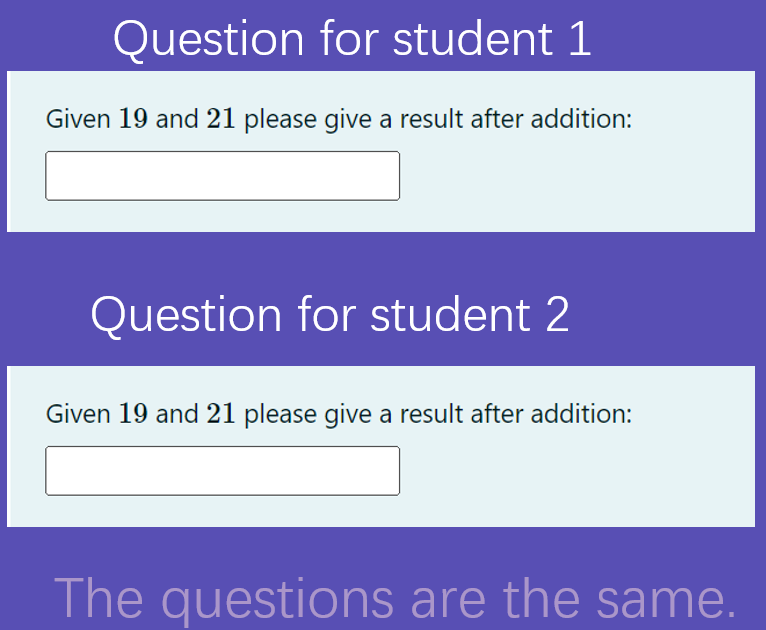 Question for student 1
Given 19 and 21 please give a result after addition:
Question for student 2
Given 19 and 21 please give a result after addition:
The questions are the same.